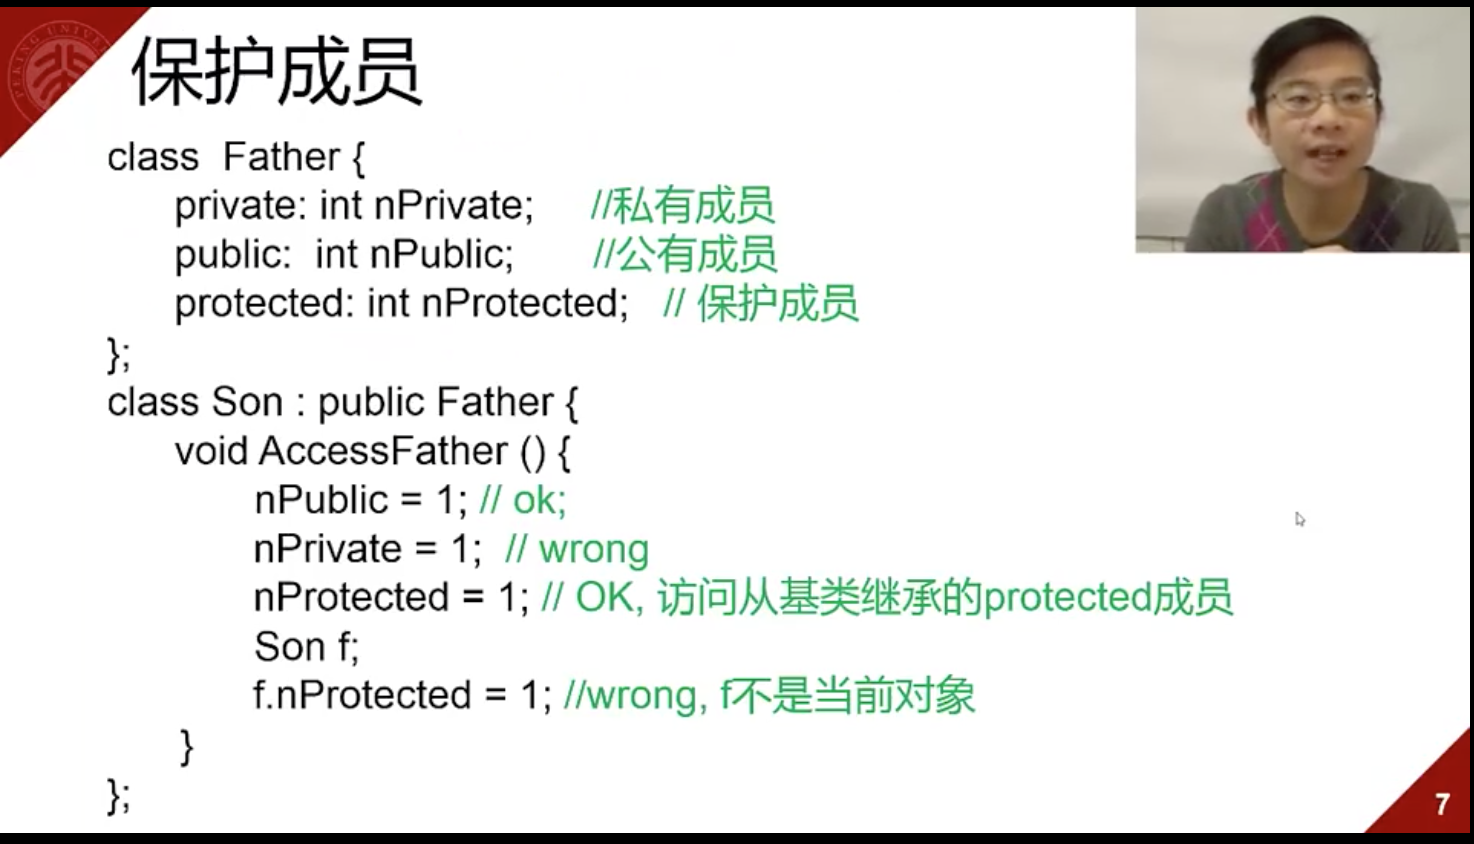 保护成员
class Father {
private: int nPrivate; //私有成员
public: int nPublic; //公有成员
protected: int nProtected; // 保护成员
};
class Son : public Father {
void AccessFather () {
nPublic = 1; // ok;
nPrivate = 1; // wrong
nProtected = 1; // OK, 访问从基类继承的protected成员
Son f;
f.nProtected = 1; //wrong, f不是当前对象
}
};
7